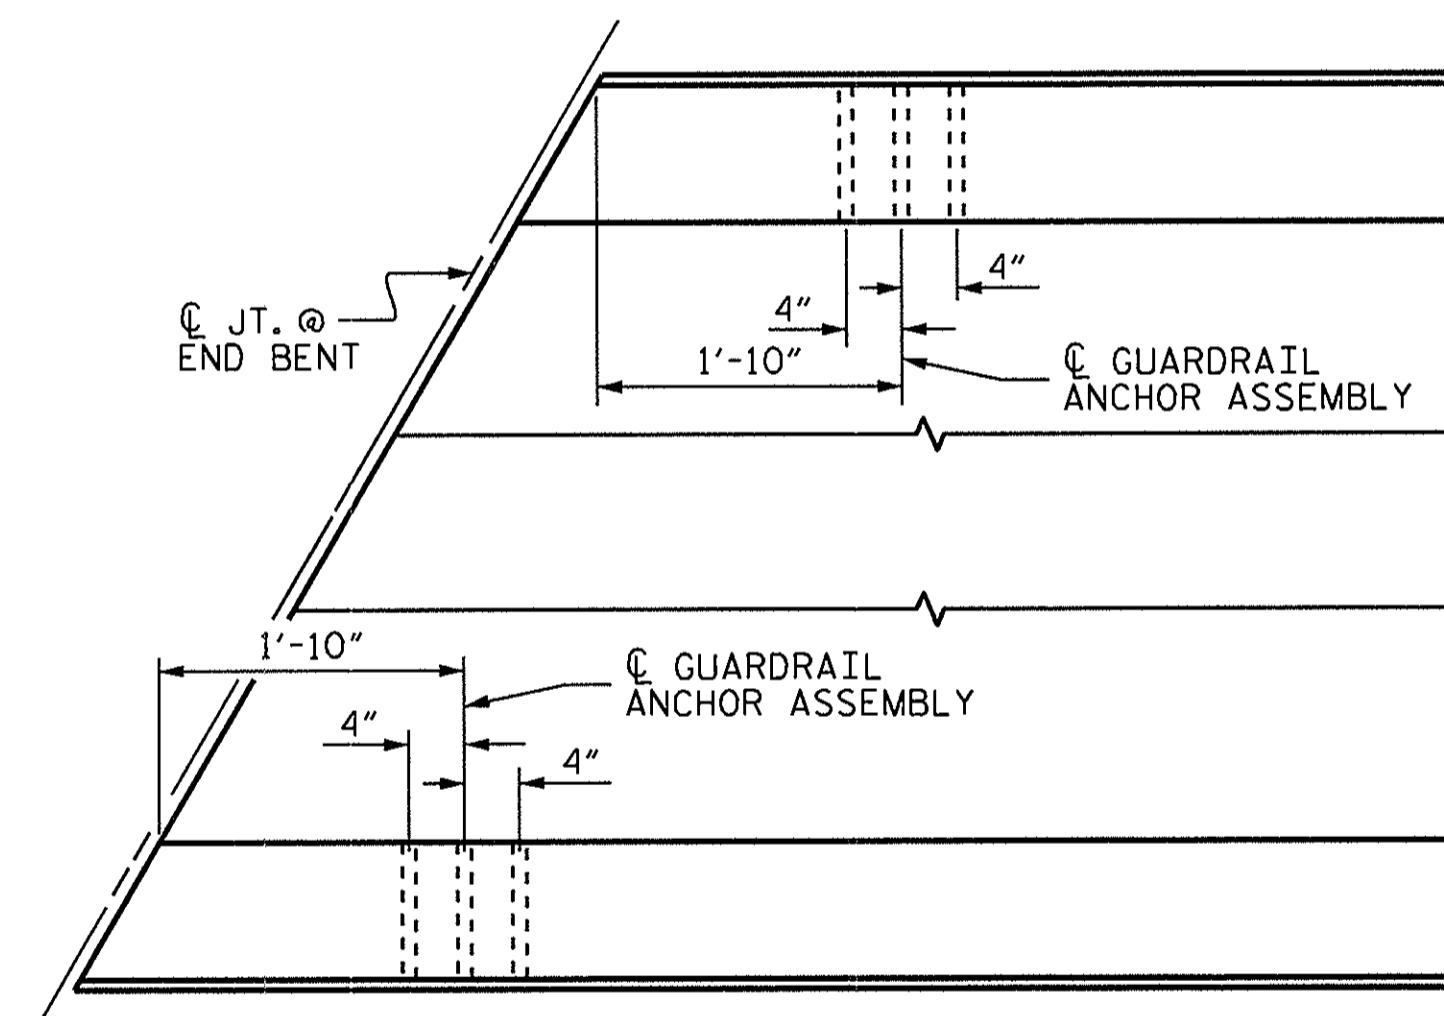 ℄ JT. @
END BENT
4"
4"
1'-10"
℄ GUARDRAIL
ANCHOR ASSEMBLY
1'-10"
℄ GUARDRAIL
ANCHOR ASSEMBLY
4"
4"